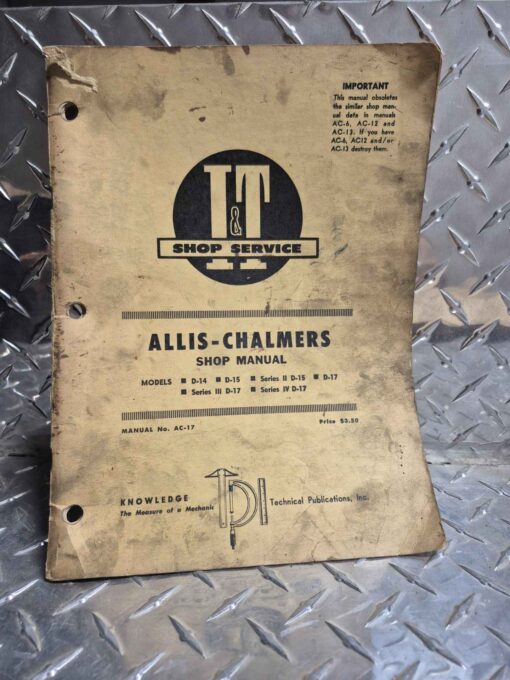 IMPORTANT
This manual obsoletes
the similar shop man-
ual data in manuals
AC-6, AC-12 and
AC-13. If you have
AC-6, AC12 and/or
AC-13 destroy them.
I&T
SHOP SERVICE
ALLIS-CHALMERS
SHOP MANUAL
MODELS ■ D-14 ■ D-15 ■ Series II D-15 ■ D-17
■ Series III D-17 ■ Series IV D-17
MANUAL No. AC-17 Price $3.50
KNOWLEDGE
The Measure of a Mechanic
TPI
Technical Publications, Inc.